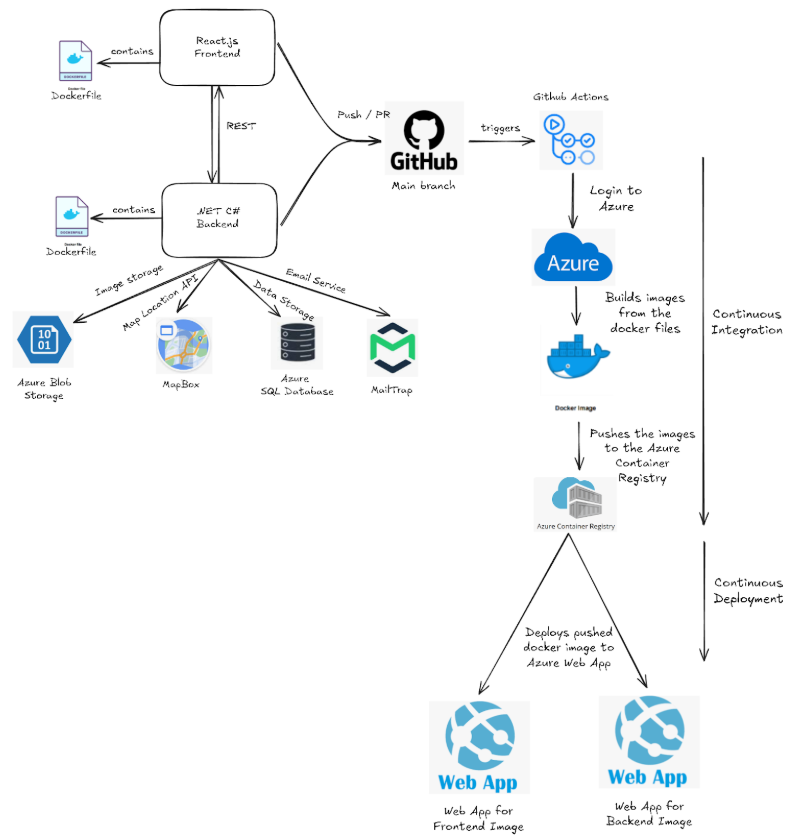 React.js
Frontend
contains
DOCKERFILE
Docker file
Dockerfile
REST
Push / PR
GitHub
Main branch
triggers
Github Actions
.NET C#
Backend
contains
DOCKERFILE
Docker file
Dockerfile
Login to
Azure
Azure
Image storage
Map Location API
Data Storage
Email Service
10
01
Azure Blob
Storage
MapBox
Azure
SQL Database
MailTrap
Builds images
from the
docker files
Docker Image
Continuous
Integration
Pushes the images
to the Azure
Container
Registry
Azure Container Registry
Continuous
Deployment
Deploys pushed
docker image to
Azure Web App
Web App
Web App for
Frontend Image
Web App
Web App for
Backend Image